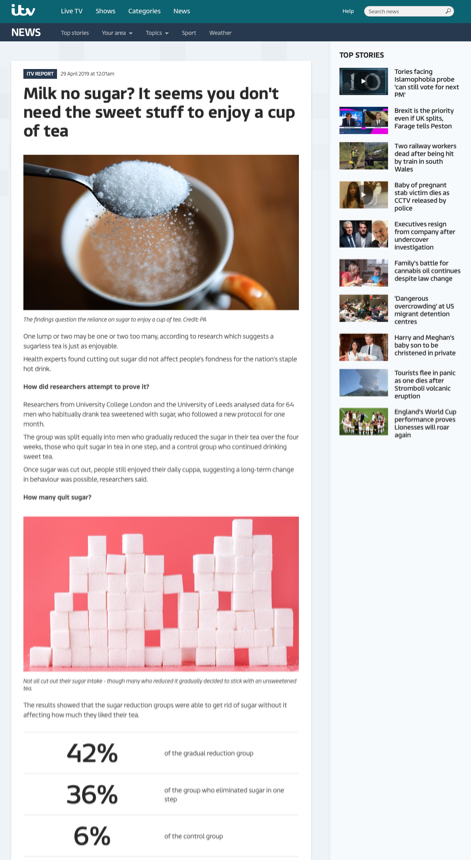 itv
Live TV
Shows
Categories
News
Help
Search news
NEWS
Top stories
Your area
Topics
Sport
Weather
ITV REPORT
29 April 2019 at 12:01am
Milk no sugar? It seems you don't
need the sweet stuff to enjoy a cup
of tea
The findings question the reliance on sugar to enjoy a cup of tea. Credit: PA
One lump or two may be one or two too many, according to research which suggests a
sugarless tea is just as enjoyable.
Health experts found cutting out sugar did not affect people's fondness for the nation's staple
hot drink.
How did researchers attempt to prove it?
Researchers from University College London and the University of Leeds analysed data for 64
men who habitually drank tea sweetened with sugar, who followed a new protocol for one
month.
The group was split equally into men who gradually reduced the sugar in their tea over the four
weeks, those who quit sugar in tea in one step, and a control group who continued drinking
sweet tea.
Once sugar was cut out, people still enjoyed their daily cuppa, suggesting a long-term change
in behaviour was possible, researchers said.
How many quit sugar?
Not all cut out their sugar intake - though many who reduced it gradually decided to stick with an unsweetened
tea.
The results showed that the sugar reduction groups were able to get rid of sugar without it
affecting how much they liked their tea.
42%
of the gradual reduction group
36%
of the group who eliminated sugar in one
step
6%
of the control group
TOP STORIES
Tories facing
Islamophobia probe
'can still vote for next
PM'
Brexit is the priority
even if UK splits,
Farage tells Peston
Two railway workers
dead after being hit
by train in south
Wales
Baby of pregnant
stab victim dies as
CCTV released by
police
Executives resign
from company after
undercover
investigation
Family's battle for
cannabis oil continues
despite law change
'Dangerous
overcrowding' at US
migrant detention
centres
Harry and Meghan's
baby son to be
christened in private
Tourists flee in panic
as one dies after
Stromboli volcanic
eruption
England's World Cup
performance proves
Lionesses will roar
again